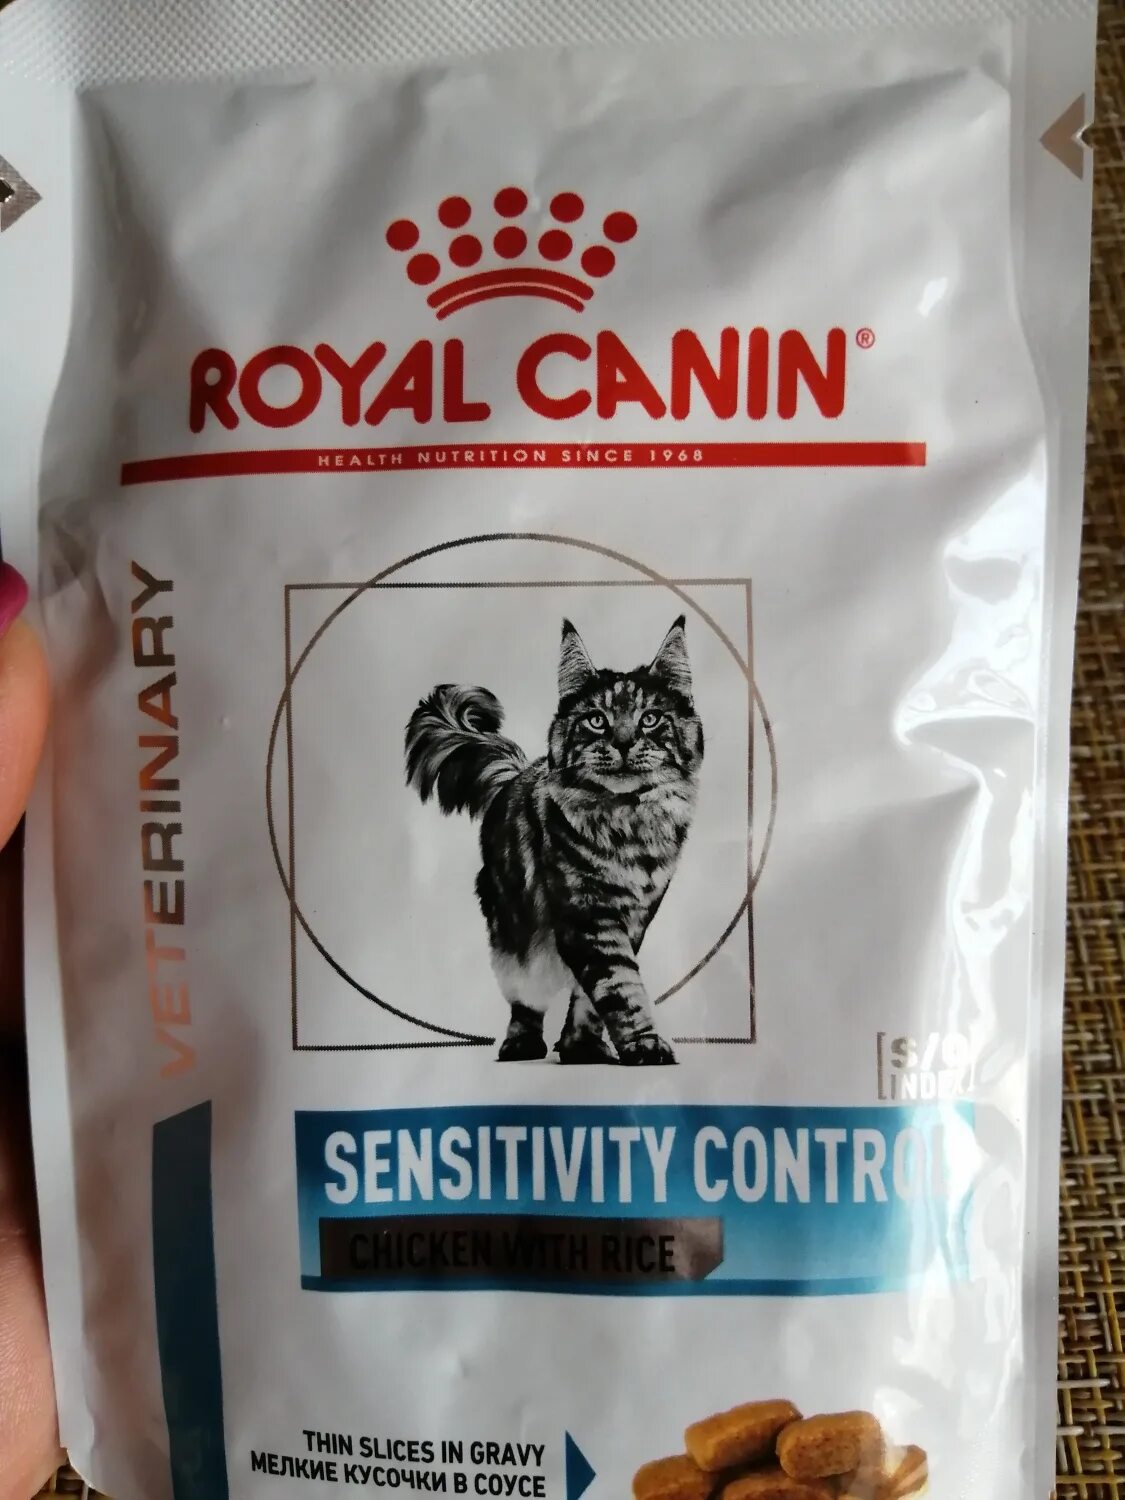 ROYAL CANIN®
HEALTH NUTRITION SINCE 1968
VETERINARY
S/O
INDEX
SENSITIVITY CONTROL
CHICKEN WITH RICE
THIN SLICES IN GRAVY
МЕЛКИЕ КУСОЧКИ В СОУСЕ